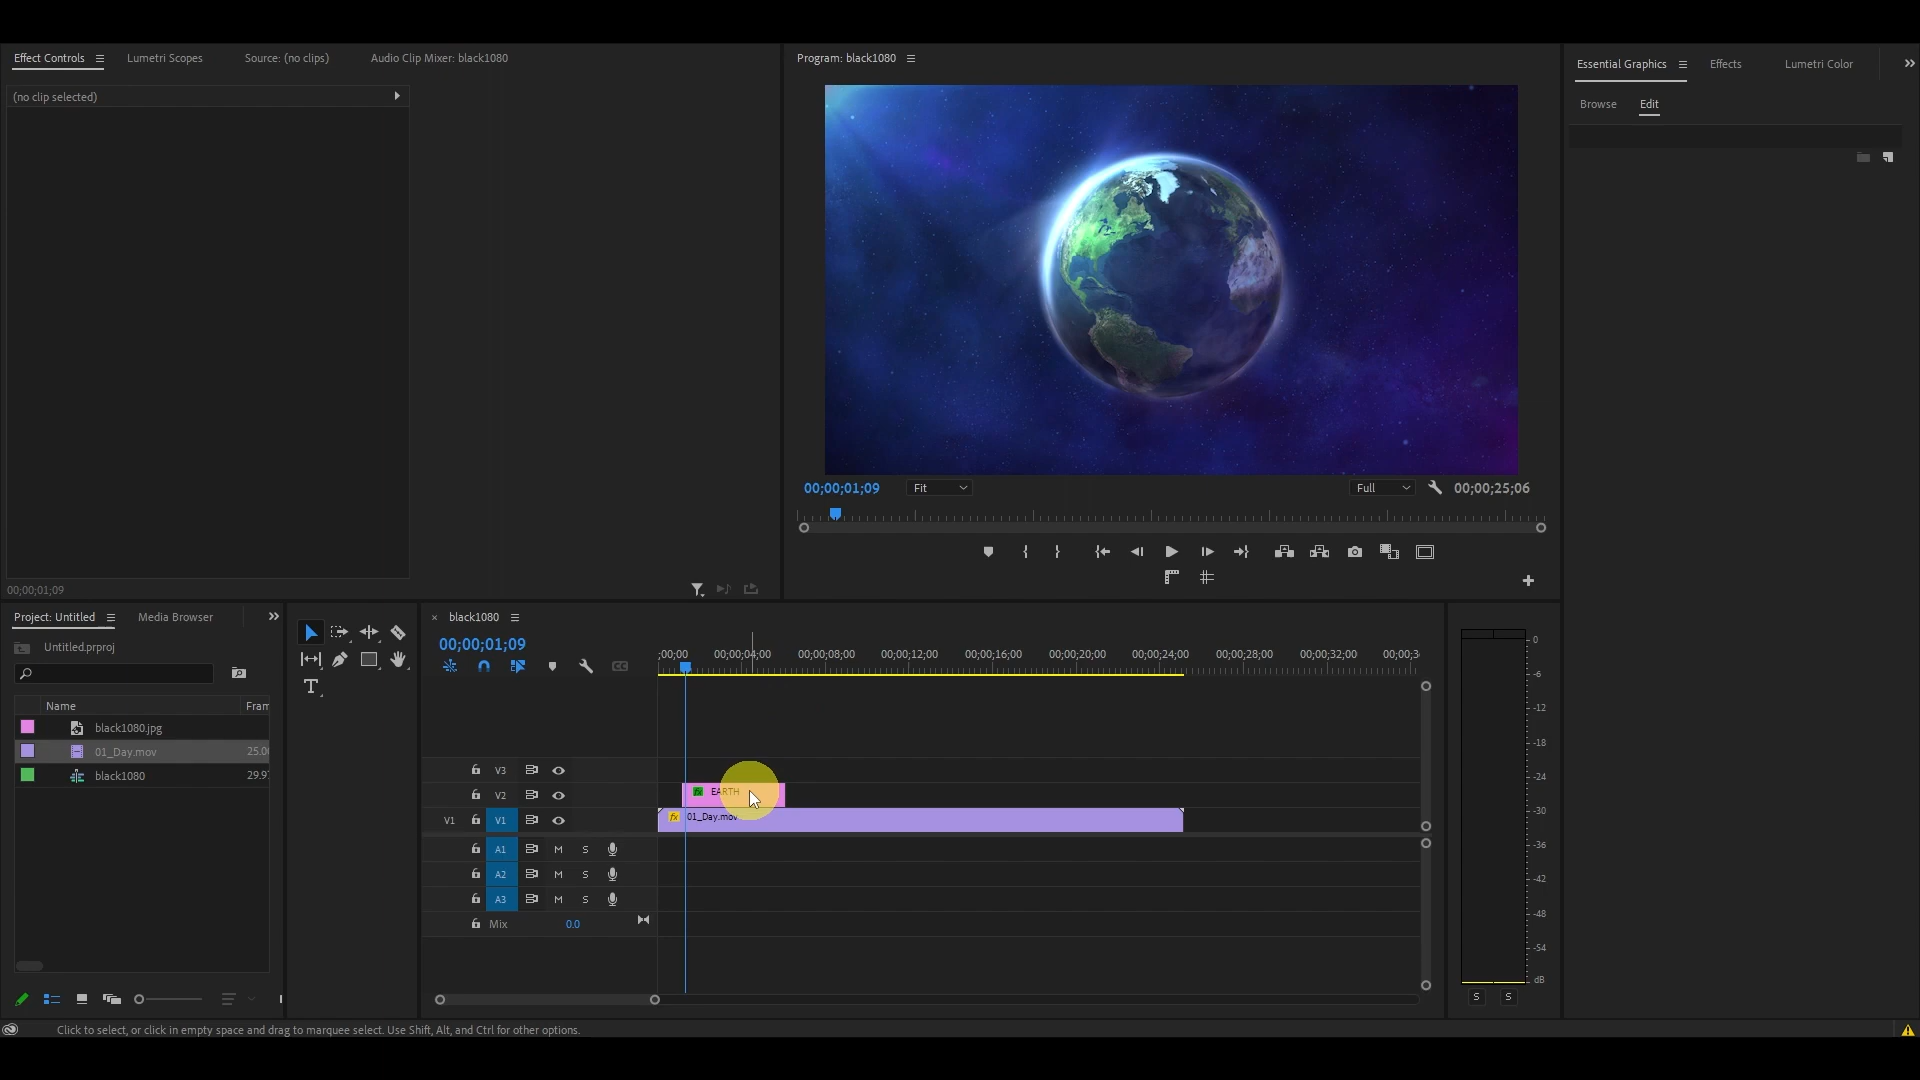 Effect Controls
Lumetri Scopes
Source: (no clips)
Audio Clip Mixer: black1080
(no clip selected)
00;00;01;09
Program: black1080
00;00;01;09
Fit
Full
00;00;25;06
Essential Graphics
Effects
Lumetri Color
Browse
Edit
Project: Untitled
Media Browser
Untitled.prproj
Name
Fram
black1080.jpg
01_Day.mov
25.00
black1080
29.97
T
black1080
00;00;01;09
;00;00
00;00;04;00
00;00;08;00
00;00;12;00
00;00;16;00
00;00;20;00
00;00;24;00
00;00;28;00
00;00;32;00
00;00;3
V3
V2
fx EARTH
V1
V1
fx 01_Day.mov
A1 M S
A2 M S
A3 M S
Mix
0.0
0
-6
-12
-18
-24
-30
-36
-42
-48
-54
dB
S S
Click to select, or click in empty space and drag to marquee select. Use Shift, Alt, and Ctrl for other options.